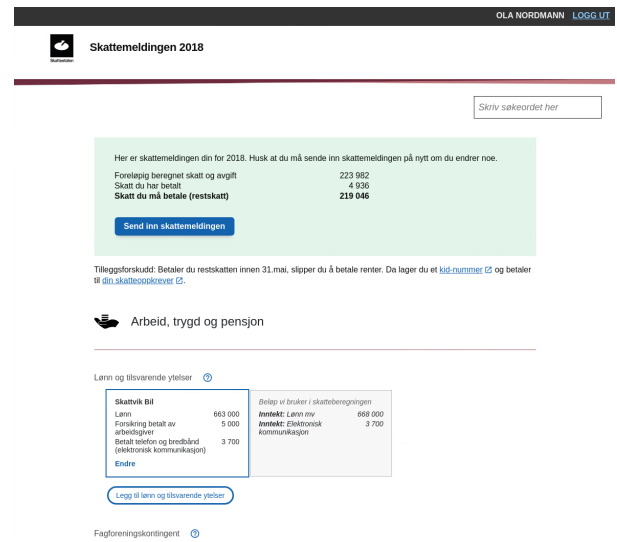 OLA NORDMANN LOGG UT
Skatteetaten
Skattemeldingen 2018
Skriv søkeordet her
Her er skattemeldingen din for 2018. Husk at du må sende inn skattemeldingen på nytt om du endrer noe.
Foreløpig beregnet skatt og avgift 223 982
Skatt du har betalt 4 936
Skatt du må betale (restskatt) 219 046
Send inn skattemeldingen
Tilleggsforskudd: Betaler du restskatten innen 31.mai, slipper du å betale renter. Da lager du et kid-nummer og betaler
til din skatteoppkrever.
Arbeid, trygd og pensjon
Lønn og tilsvarende ytelser
Skattvik Bil
Lønn 663 000
Forsikring betalt av 5 000
arbeidsgiver
Betalt telefon og bredbånd 3 700
(elektronisk kommunikasjon)
Endre
Beløp vi bruker i skatteberegningen
Inntekt: Lønn mv 668 000
Inntekt: Elektronisk 3 700
kommunikasjon
Legg til lønn og tilsvarende ytelser
Fagforeningskontingent